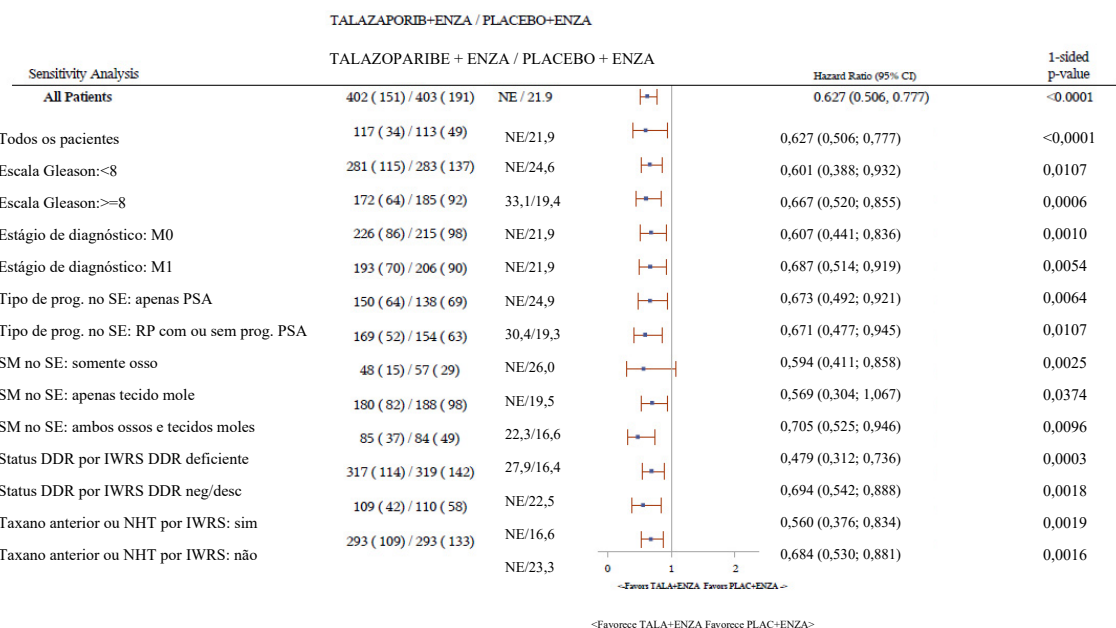 TALAZAPORIB+ENZA / PLACEBO+ENZA
TALAZOPARIBE + ENZA / PLACEBO + ENZA
1-sided
Sensitivity Analysis Hazard Ratio (95% CI) p-value
All Patients 402 ( 151) / 403 ( 191) NE / 21.9 0.627 (0.506, 0.777) <0.0001
117 ( 34) / 113 ( 49)
Todos os pacientes NE/21,9 0,627 (0,506; 0,777) <0,0001
281 ( 115) / 283 ( 137)
Escala Gleason:<8 NE/24,6 0,601 (0,388; 0,932) 0,0107
172 ( 64) / 185 ( 92)
Escala Gleason:>=8 33,1/19,4 0,667 (0,520; 0,855) 0,0006
Estágio de diagnóstico: M0 226 ( 86) / 215 ( 98) NE/21,9 0,607 (0,441; 0,836) 0,0010
Estágio de diagnóstico: M1 193 ( 70) / 206 ( 90) NE/21,9 0,687 (0,514; 0,919) 0,0054
Tipo de prog. no SE: apenas PSA 150 ( 64) / 138 ( 69) NE/24,9 0,673 (0,492; 0,921) 0,0064
Tipo de prog. no SE: RP com ou sem prog. PSA 169 ( 52) / 154 ( 63) 30,4/19,3 0,671 (0,477; 0,945) 0,0107
SM no SE: somente osso 48 ( 15) / 57 ( 29) NE/26,0 0,594 (0,411; 0,858) 0,0025
SM no SE: apenas tecido mole 180 ( 82) / 188 ( 98) NE/19,5 0,569 (0,304; 1,067) 0,0374
SM no SE: ambos ossos e tecidos moles 85 ( 37) / 84 ( 49) 22,3/16,6 0,705 (0,525; 0,946) 0,0096
Status DDR por IWRS DDR deficiente 317 ( 114) / 319 ( 142) 27,9/16,4 0,479 (0,312; 0,736) 0,0003
Status DDR por IWRS DDR neg/desc 109 ( 42) / 110 ( 58) NE/22,5 0,694 (0,542; 0,888) 0,0018
Taxano anterior ou NHT por IWRS: sim 293 ( 109) / 293 ( 133) NE/16,6 0,560 (0,376; 0,834) 0,0019
Taxano anterior ou NHT por IWRS: não NE/23,3 0,684 (0,530; 0,881) 0,0016
0 1 2
<-Favors TALA+ENZA Favors PLAC+ENZA ->
<Favorece TALA+ENZA Favorece PLAC+ENZA>